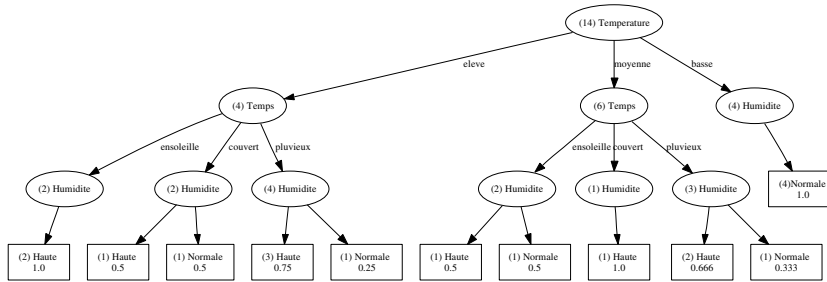 (14) Temperature
eleve
moyenne
basse
(4) Temps
(6) Temps
(4) Humidite
ensoleille
couvert
pluvieux
ensoleille
couvert
pluvieux
(2) Humidite
(2) Humidite
(4) Humidite
(2) Humidite
(1) Humidite
(3) Humidite
(4)Normale
1.0
(2) Haute
1.0
(1) Haute
0.5
(1) Normale
0.5
(3) Haute
0.75
(1) Normale
0.25
(1) Haute
0.5
(1) Normale
0.5
(1) Haute
1.0
(2) Haute
0.666
(1) Normale
0.333